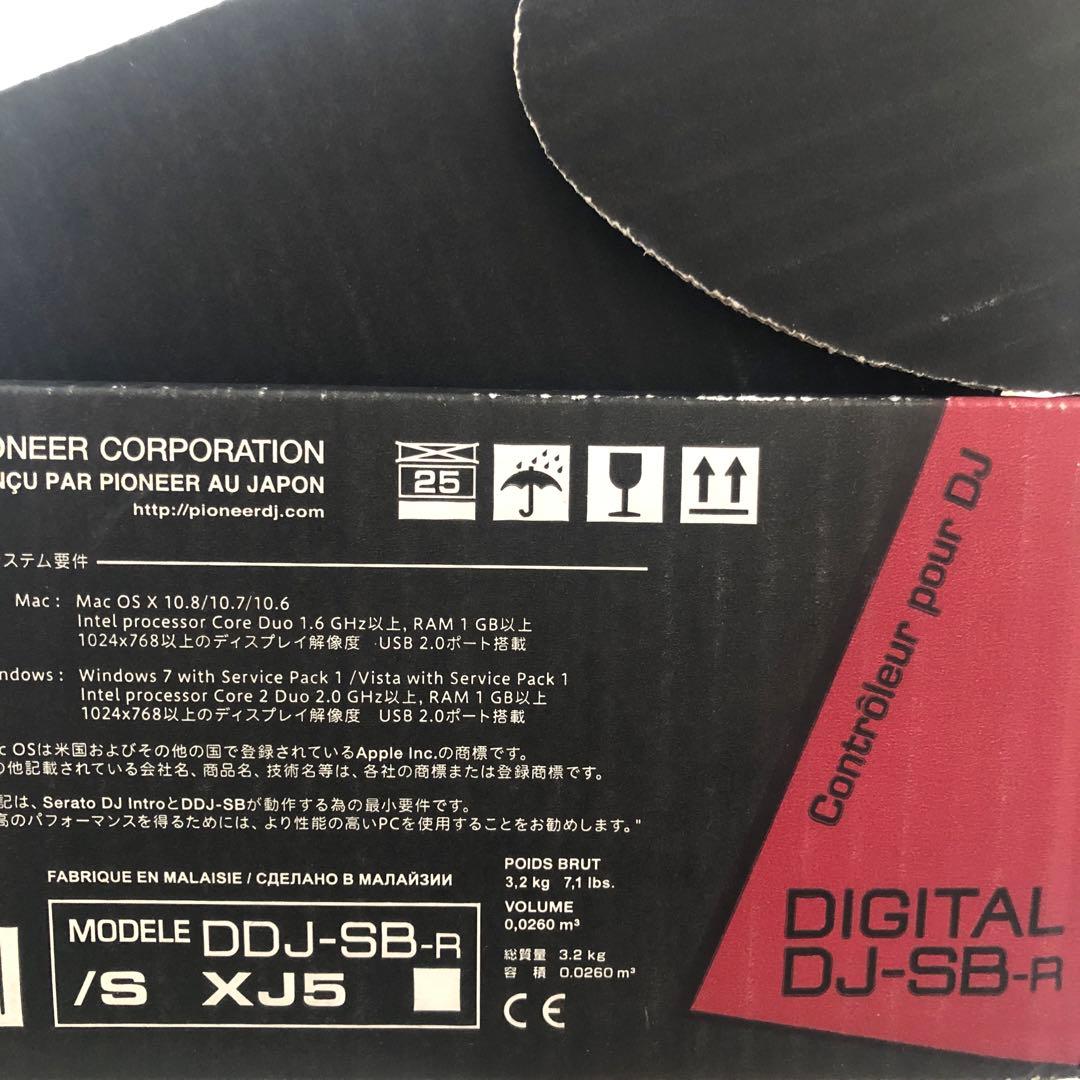 ONEER CORPORATION
NÇU PAR PIONEER AU JAPON
http://pioneerdj.com
25
ステム要件
Mac : Mac OS X 10.8/10.7/10.6
Intel processor Core Duo 1.6 GHz以上, RAM 1 GB以上
1024x768以上のディスプレイ解像度 USB 2.0ポート搭載
ndows : Windows 7 with Service Pack 1 /Vista with Service Pack 1
Intel processor Core 2 Duo 2.0 GHz以上, RAM 1 GB以上
1024x768以上のディスプレイ解像度 USB 2.0ポート搭載
c OSは米国およびその他の国で登録されているApple Inc.の商標です。
の他記載されている会社名、商品名、技術名等は、各社の商標または登録商標です。
記は、Serato DJ IntroとDDJ-SBが動作する為の最小要件です。
高のパフォーマンスを得るためには、より性能の高いPCを使用することをお勧めします。"
FABRIQUE EN MALAISIE / СДЕЛАНО В МАЛАЙЗИИ
MODELE DDJ-SB-R
/S XJ5
POIDS BRUT
3,2 kg 7,1 lbs.
VOLUME
0,0260 m³
総質量 3.2 kg
容 積 0.0260 m³
CE
Contrôleur pour DJ
DIGITAL
DJ-SB-R